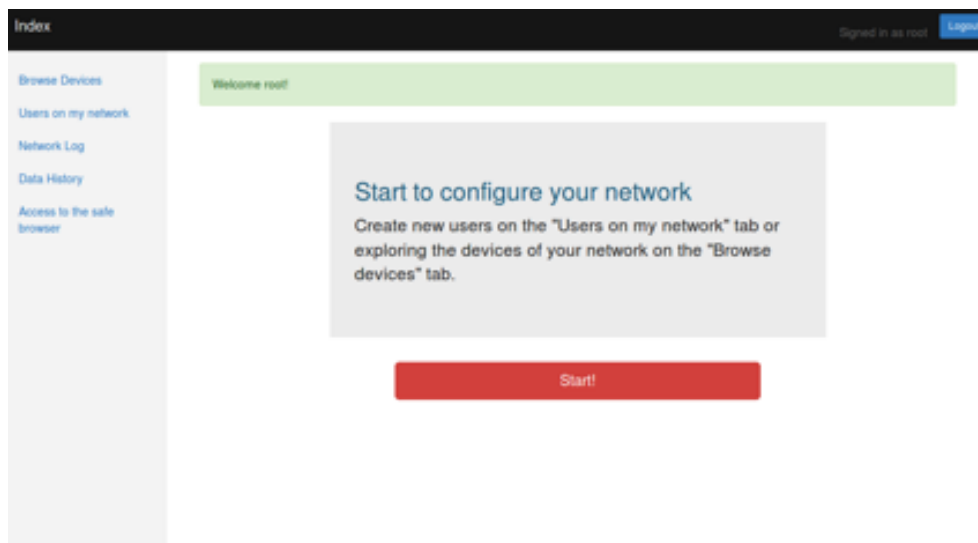 Index
Signed in as root
Logout
Browse Devices
Users on my network
Network Log
Data History
Access to the safe
browser
Welcome root!
Start to configure your network
Create new users on the "Users on my network" tab or
exploring the devices of your network on the "Browse
devices" tab.
Start!